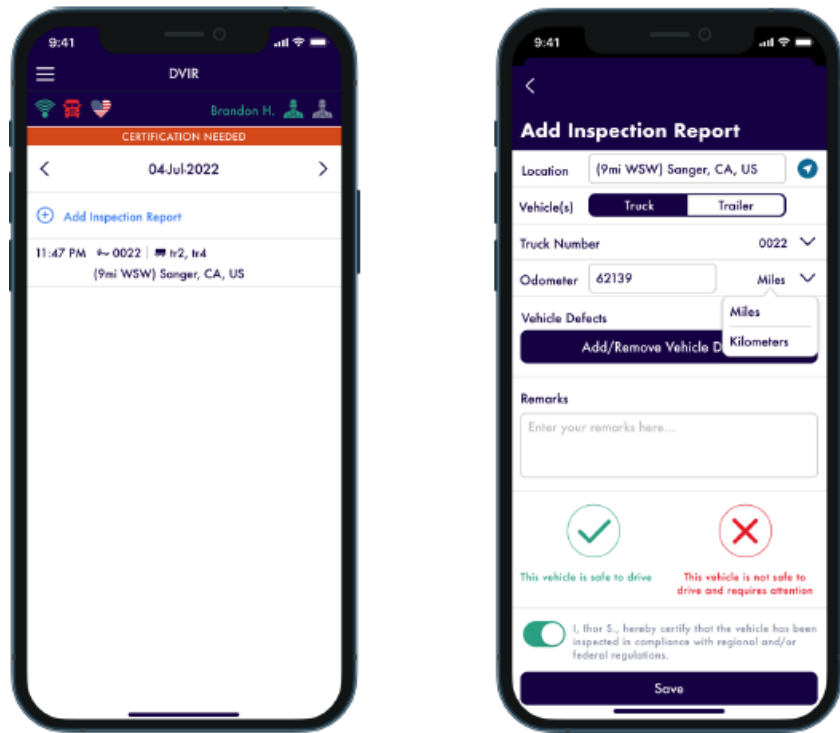 9:41
DVIR
Brandon H.
CERTIFICATION NEEDED
04-Jul-2022
Add Inspection Report
11:47 PM 0022 | tr2, tr4
(9mi WSW) Sanger, CA, US
9:41
Add Inspection Report
Location (9mi WSW) Sanger, CA, US
Vehicle(s) Truck Trailer
Truck Number 0022
Odometer 62139 Miles
Miles
Kilometers
Vehicle Defects
Add/Remove Vehicle D
Remarks
Enter your remarks here...
This vehicle is safe to drive
This vehicle is not safe to
drive and requires attention
I, Ihor S., hereby certify that the vehicle has been
inspected in compliance with regional and/or
federal regulations.
Save